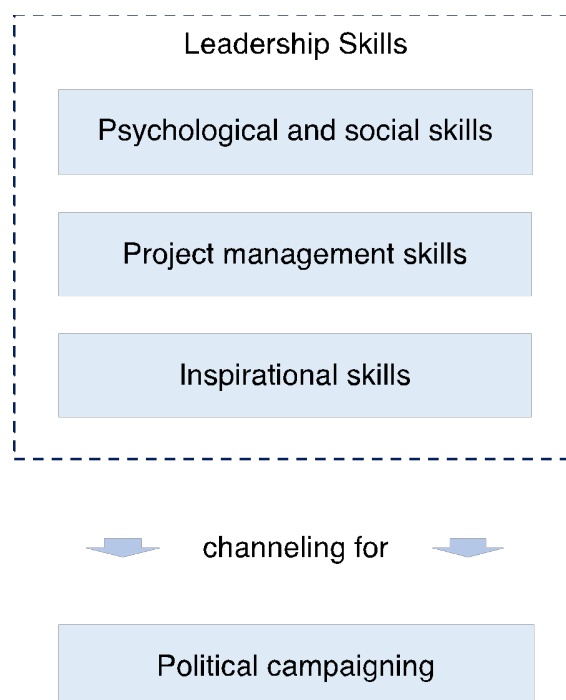 Leadership Skills
Psychological and social skills
Project management skills
Inspirational skills
channeling for
Political campaigning